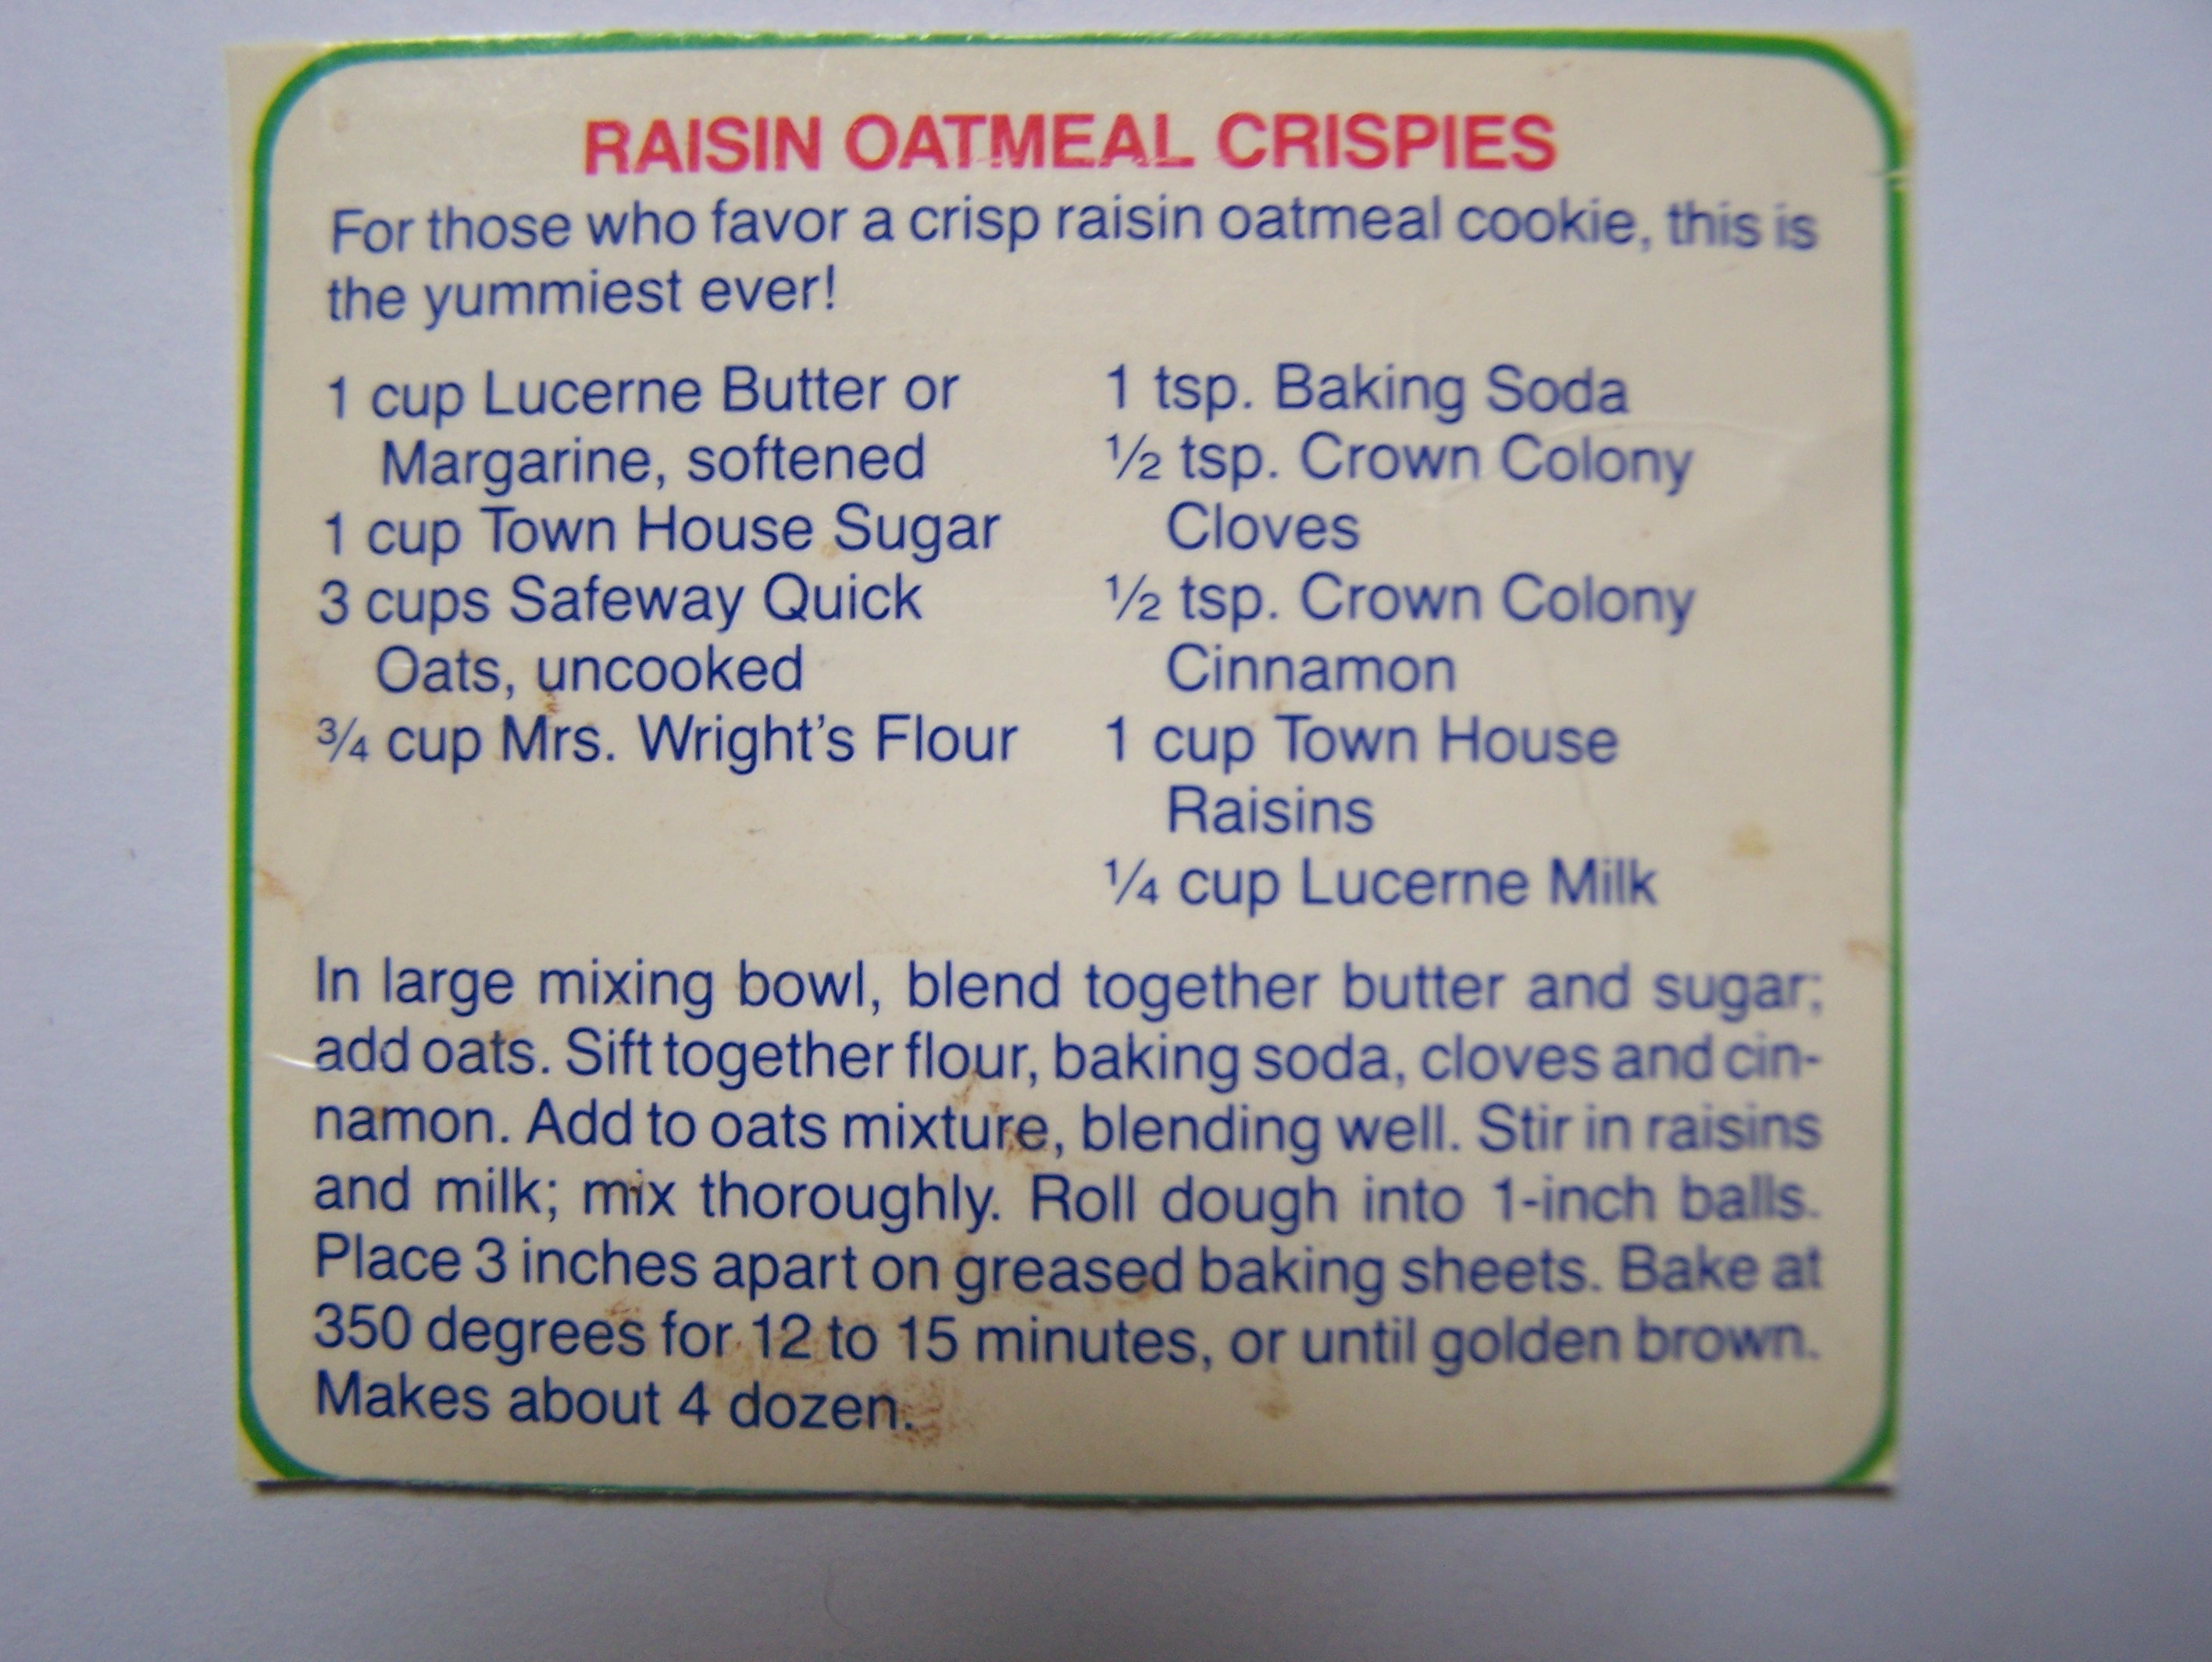 RAISIN OATMEAL CRISPIES
For those who favor a crisp raisin oatmeal cookie, this is
the yummiest ever!
1 cup Lucerne Butter or
Margarine, softened
1 cup Town House Sugar
3 cups Safeway Quick
Oats, uncooked
¾ cup Mrs. Wright's Flour
1 tsp. Baking Soda
½ tsp. Crown Colony
Cloves
½ tsp. Crown Colony
Cinnamon
1 cup Town House
Raisins
¼ cup Lucerne Milk
In large mixing bowl, blend together butter and sugar;
add oats. Sift together flour, baking soda, cloves and cin-
namon. Add to oats mixture, blending well. Stir in raisins
and milk; mix thoroughly. Roll dough into 1-inch balls.
Place 3 inches apart on greased baking sheets. Bake at
350 degrees for 12 to 15 minutes, or until golden brown.
Makes about 4 dozen.